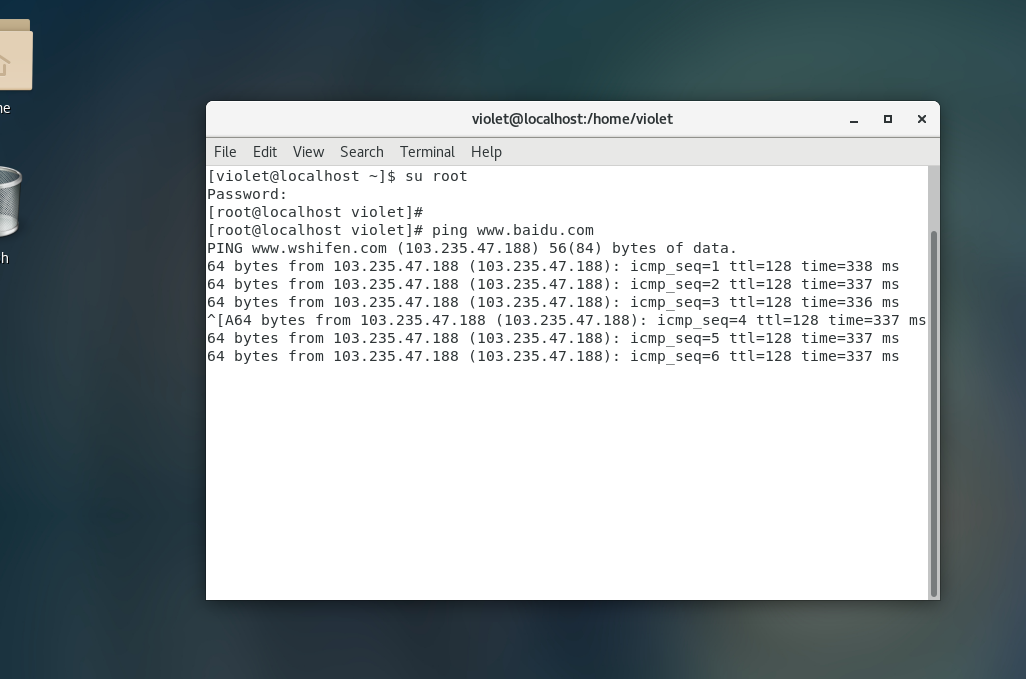 violet@localhost:/home/violet
File Edit View Search Terminal Help
[violet@localhost ~]$ su root
Password:
[root@localhost violet]#
[root@localhost violet]# ping www.baidu.com
PING www.wshifen.com (103.235.47.188) 56(84) bytes of data.
64 bytes from 103.235.47.188 (103.235.47.188): icmp_seq=1 ttl=128 time=338 ms
64 bytes from 103.235.47.188 (103.235.47.188): icmp_seq=2 ttl=128 time=337 ms
64 bytes from 103.235.47.188 (103.235.47.188): icmp_seq=3 ttl=128 time=336 ms
^[A64 bytes from 103.235.47.188 (103.235.47.188): icmp_seq=4 ttl=128 time=337 ms
64 bytes from 103.235.47.188 (103.235.47.188): icmp_seq=5 ttl=128 time=337 ms
64 bytes from 103.235.47.188 (103.235.47.188): icmp_seq=6 ttl=128 time=337 ms